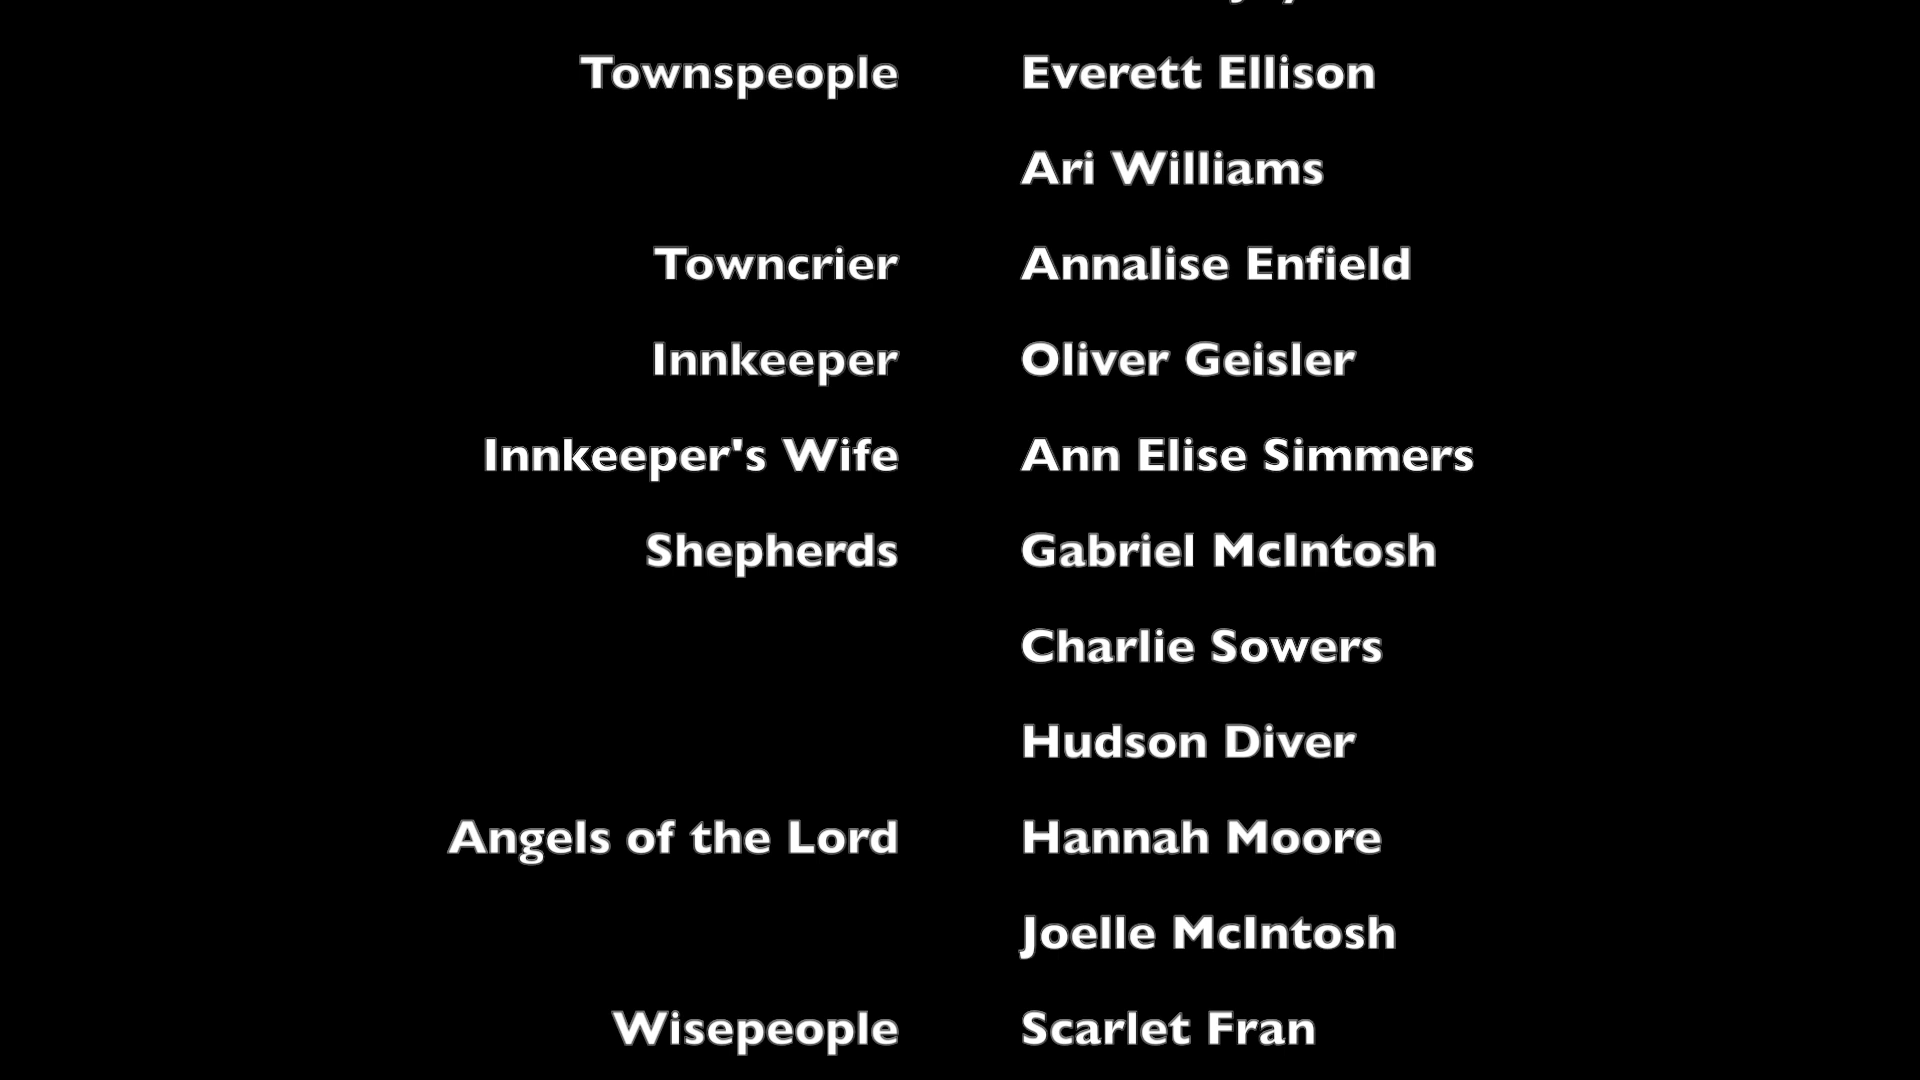 Townspeople Everett Ellison
Ari Williams
Towncrier Annalise Enfield
Innkeeper Oliver Geisler
Innkeeper's Wife Ann Elise Simmers
Shepherds Gabriel McIntosh
Charlie Sowers
Hudson Diver
Angels of the Lord Hannah Moore
Joelle McIntosh
Wisepeople Scarlet Fran